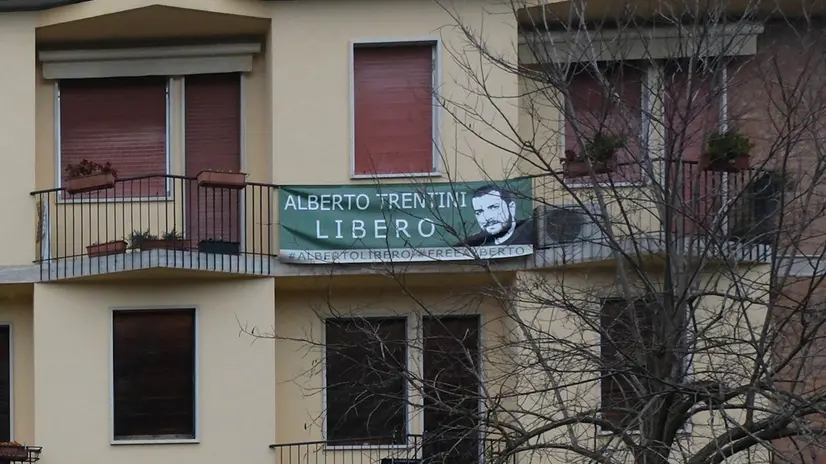 ALBERTO TRENTINI
LIBERO
#ALBERTOLIBERO #FREEALBERTO